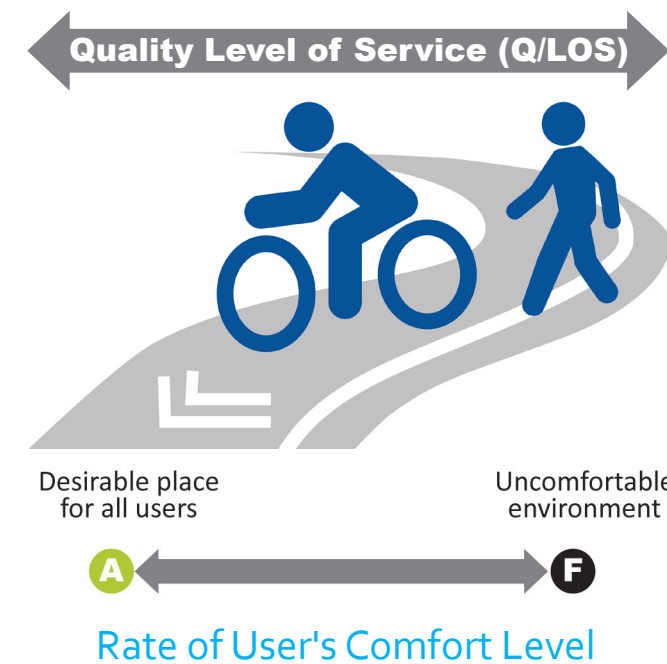 Quality Level of Service (Q/LOS)
Desirable place
for all users
Uncomfortable
environment
A
F
Rate of User's Comfort Level